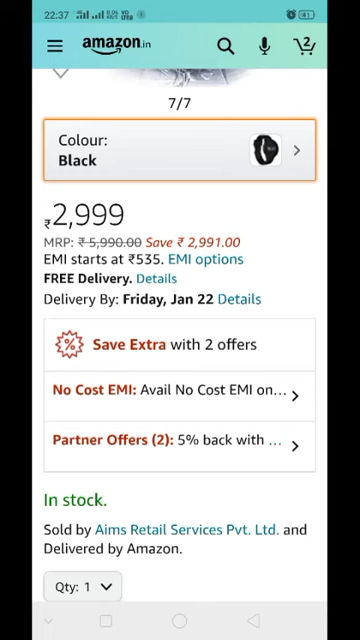 22:37
amazon.in
2
7/7
Colour:
Black
₹2,999
MRP: ₹ 5,990.00 Save ₹ 2,991.00
EMI starts at ₹535. EMI options
FREE Delivery. Details
Delivery By: Friday, Jan 22 Details
Save Extra with 2 offers
No Cost EMI: Avail No Cost EMI on...
Partner Offers (2): 5% back with ...
In stock.
Sold by Aims Retail Services Pvt. Ltd. and
Delivered by Amazon.
Qty: 1